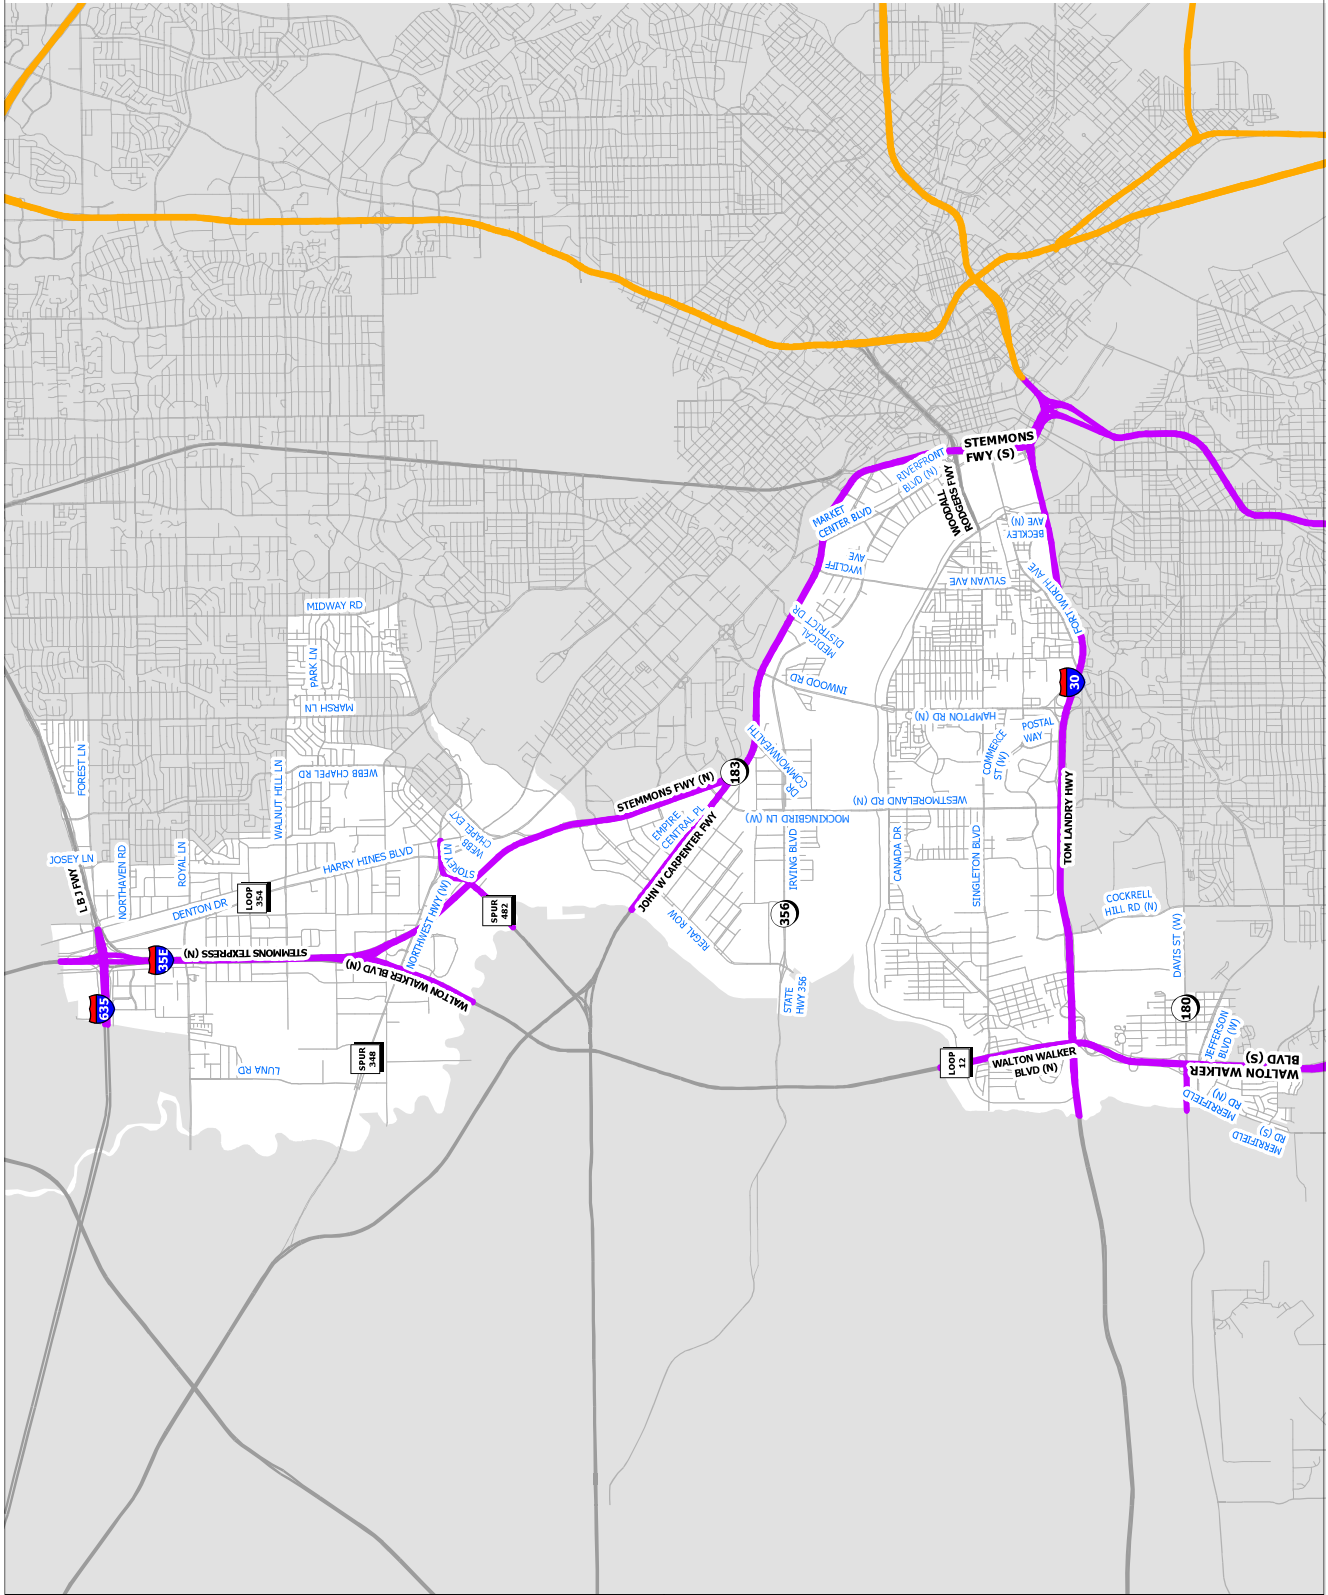 STEMMONS
FWY (S)
RIVERFRONT
BLVD (N)
WOODALL
RODGERS FWY
MARKET
CENTER BLVD
BECKLEY
AVE (N)
WYCLIFF
AVE
SYLVAN AVE
FORT WORTH AVE
MIDWAY RD
MEDICAL
DISTRICT DR
PARK LN
INWOOD RD
30
MARSH LN
HAMPTON RD (N)
POSTAL
WAY
COMMERCE
ST (W)
FOREST LN
WEBB CHAPEL RD
WALNUT HILL LN
COMMONWEALTH
DR
183
STEMMONS FWY (N)
WESTMORELAND RD (N)
MOCKINGBIRD LN (W)
TOM LANDRY HWY
EMPIRE
CENTRAL PL
WEBB
CHAPEL EXT
JOSEY LN
L B J FWY
NORTHAVEN RD
ROYAL LN
HARRY HINES BLVD
STOREY LN
JOHN W CARPENTER FWY
IRVING BLVD
CANADA DR
SINGLETON BLVD
LOOP
354
DENTON DR
NORTHWEST HWY (W)
SPUR
482
356
REGAL ROW
COCKRELL
HILL RD (N)
DAVIS ST (W)
35E
STEMMONS TEXPRESS (N)
WALTON WALKER BLVD (N)
STATE
HWY 356
635
180
JEFFERSON
BLVD (W)
SPUR
348
LUNA RD
LOOP
12
WALTON WALKER
BLVD (N)
WALTON WALKER
BLVD (S)
MERRIFIELD
RD (N)
MERRIFIELD
RD (S)